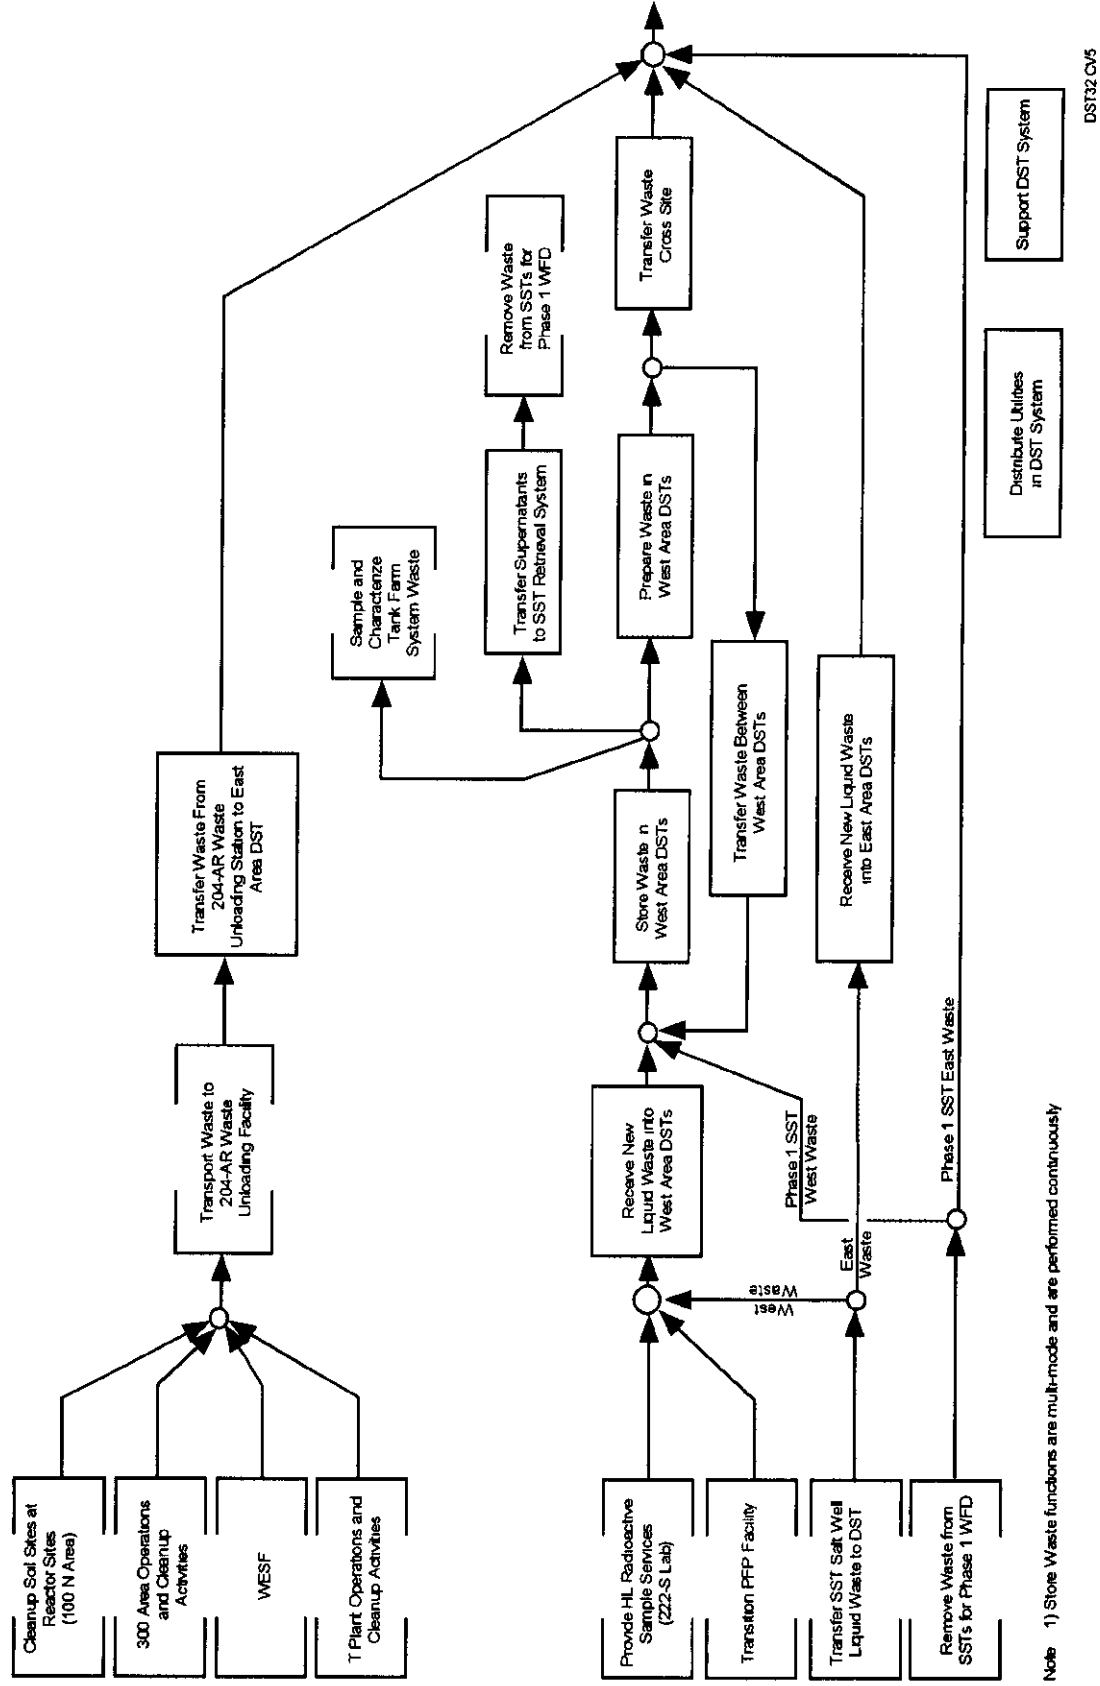 Cleanup Soil Sites at
Reactor Sites
(100 N Area)
300 Area Operations
and Cleanup
Activities
WESF
T Plant Operations and
Cleanup Activities
Transport Waste to
204-AR Waste
Unloading Facility
Transfer Waste From
204-AR Waste
Unloading Station to East
Area DST
Sample and
Characterize
Tank Farm
System Waste
Transfer Supernatants
to SST Retrieval System
Remove Waste
from SSTs for
Phase 1 WFD
Provide HL Radioactive
Sample Services
(222-S Lab)
Transition PFP Facility
Transfer SST Salt Well
Liquid Waste to DST
Remove Waste from
SSTs for Phase 1 WFD
West
Waste
East
Waste
Receive New
Liquid Waste into
West Area DSTs
Phase 1 SST
West Waste
Phase 1 SST East Waste
Store Waste in
West Area DSTs
Prepare Waste in
West Area DSTs
Transfer Waste
Cross Site
Transfer Waste Between
West Area DSTs
Receive New Liquid Waste
into East Area DSTs
Distribute Utilities
in DST System
Support DST System
Note 1) Store Waste functions are multi-mode and are performed continuously
DST32 CV5